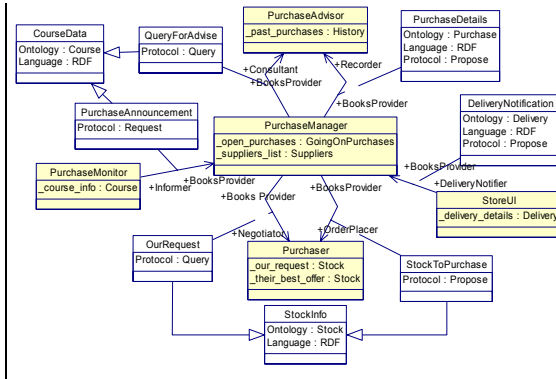 CourseData
Ontology : Course
Language : RDF
QueryForAdvise
Protocol : Query
PurchaseAdvisor
_past_purchases : History
PurchaseDetails
Ontology : Purchase
Language : RDF
Protocol : Propose
+Consultant
+BooksProvider
+Recorder
+BooksProvider
PurchaseAnnouncement
Protocol : Request
PurchaseManager
_open_purchases : GoingOnPurchases
_suppliers_list : Suppliers
DeliveryNotification
Ontology : Delivery
Language : RDF
Protocol : Propose
PurchaseMonitor
_course_info : Course
+Informer
+BooksProvider
+Books Provider
+BooksProvider
+BooksProvider
+DeliveryNotifier
StoreUI
_delivery_details : Delivery
OurRequest
Protocol : Query
+Negotiator
+OrderPlacer
Purchaser
_our_request : Stock
_their_best_offer : Stock
StockToPurchase
Protocol : Propose
StockInfo
Ontology : Stock
Language : RDF